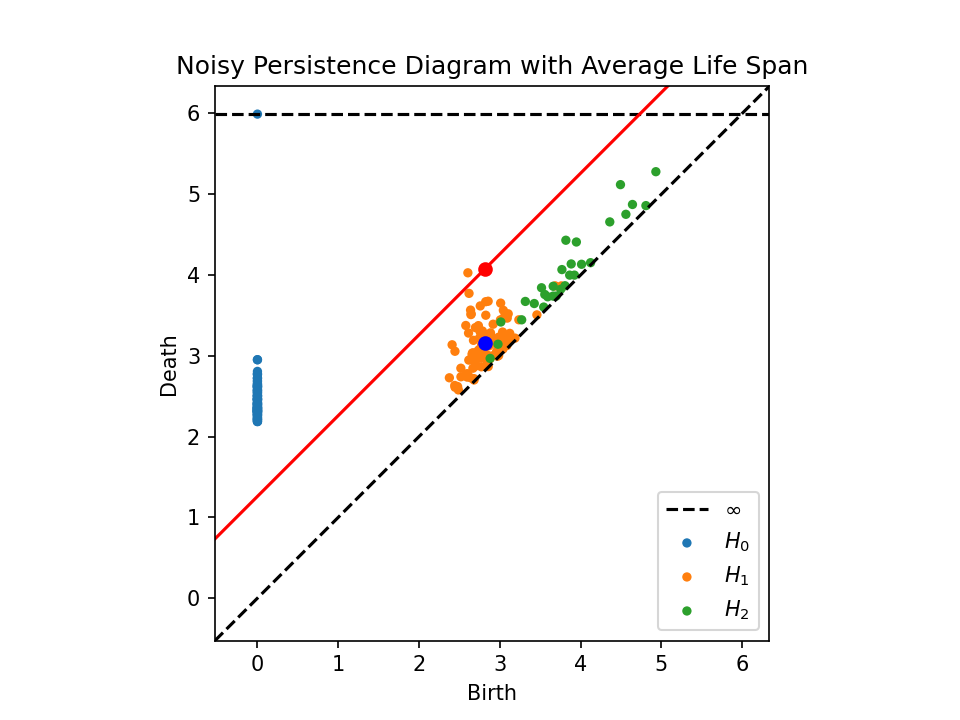 Noisy Persistence Diagram with Average Life Span
6
5
4
3
2
1
0
Death
0 1 2 3 4 5 6
Birth
∞
H₀
H₁
H₂